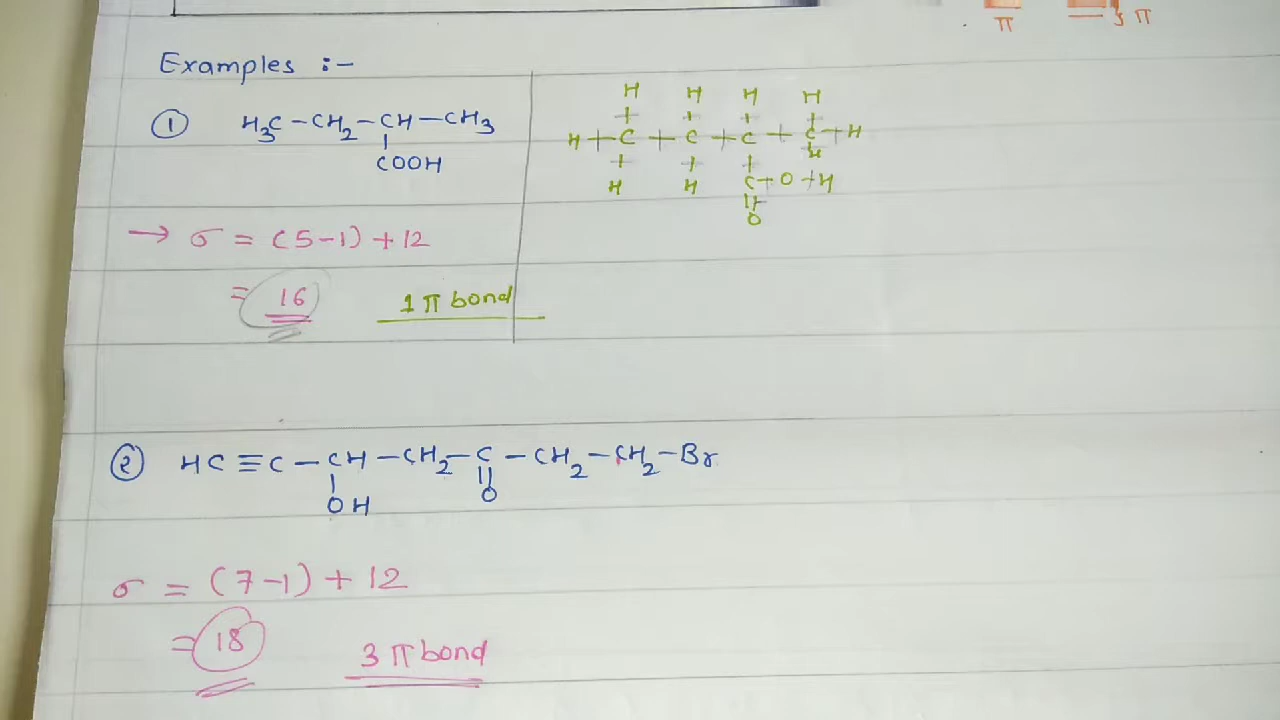 π — 3 π
Examples :-
① H₃C – CH₂ – CH – CH₃
COOH
H H H H
H + C + C + C + C + H
H H C + O + H H
O
→ σ = (5-1) + 12
= 16 1 π bond
② HC ≡ C – CH – CH₂ – C – CH₂ – CH₂ – Br
OH O
σ = (7-1) + 12
= 18 3 π bond